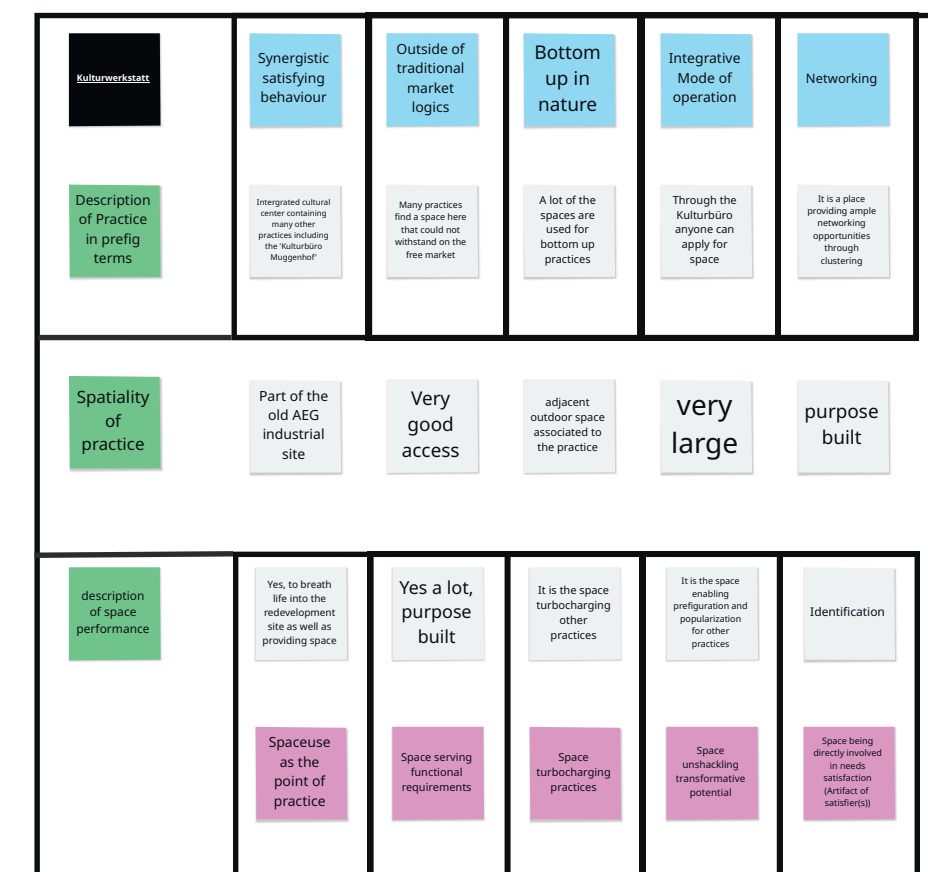 Kulturwerkstatt
Synergistic
satisfying
behaviour
Outside of
traditional
market
logics
Bottom
up in
nature
Integrative
Mode of
operation
Networking
Description
of Practice
in prefig
terms
Intergrated cultural
center containing
many other
practices including
the 'Kulturbüro
Muggenhof'
Many practices
find a space here
that could not
withstand on the
free market
A lot of the
spaces are
used for
bottom up
practices
Through the
Kulturbüro
anyone can
apply for
space
It is a place
providing ample
networking
opportunities
through
clustering
Spatiality
of
practice
Part of the
old AEG
industrial
site
Very
good
access
adjacent
outdoor space
associated to
the practice
very
large
purpose
built
description
of space
performance
Yes, to breath
life into the
redevelopment
site as well as
providing space
Yes a lot,
purpose
built
It is the space
turbocharging
other
practices
It is the space
enabling
prefiguration and
popularization
for other
practices
Identification
Spaceuse
as the
point of
practice
Space serving
functional
requirements
Space
turbocharging
practices
Space
unshackling
transformative
potential
Space being
directly involved
in needs
satisfaction
(Artifact of
satisfier(s))